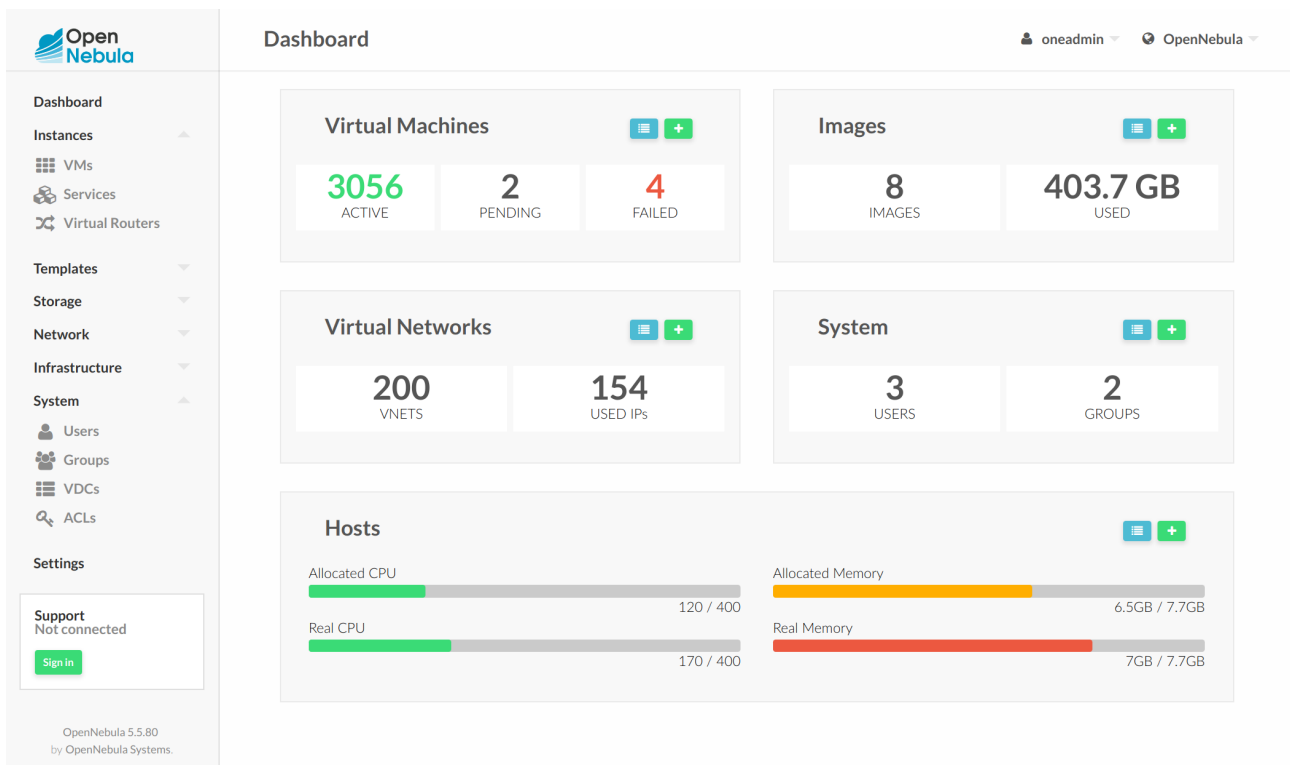 Open
Nebula
Dashboard
oneadmin
OpenNebula
Dashboard
Instances
VMs
Services
Virtual Routers
Templates
Storage
Network
Infrastructure
System
Users
Groups
VDCs
ACLs
Settings
Support
Not connected
Sign in
OpenNebula 5.5.80
by OpenNebula Systems.
Virtual Machines
3056
ACTIVE
2
PENDING
4
FAILED
Images
8
IMAGES
403.7 GB
USED
Virtual Networks
200
VNETS
154
USED IPs
System
3
USERS
2
GROUPS
Hosts
Allocated CPU
120 / 400
Real CPU
170 / 400
Allocated Memory
6.5GB / 7.7GB
Real Memory
7GB / 7.7GB